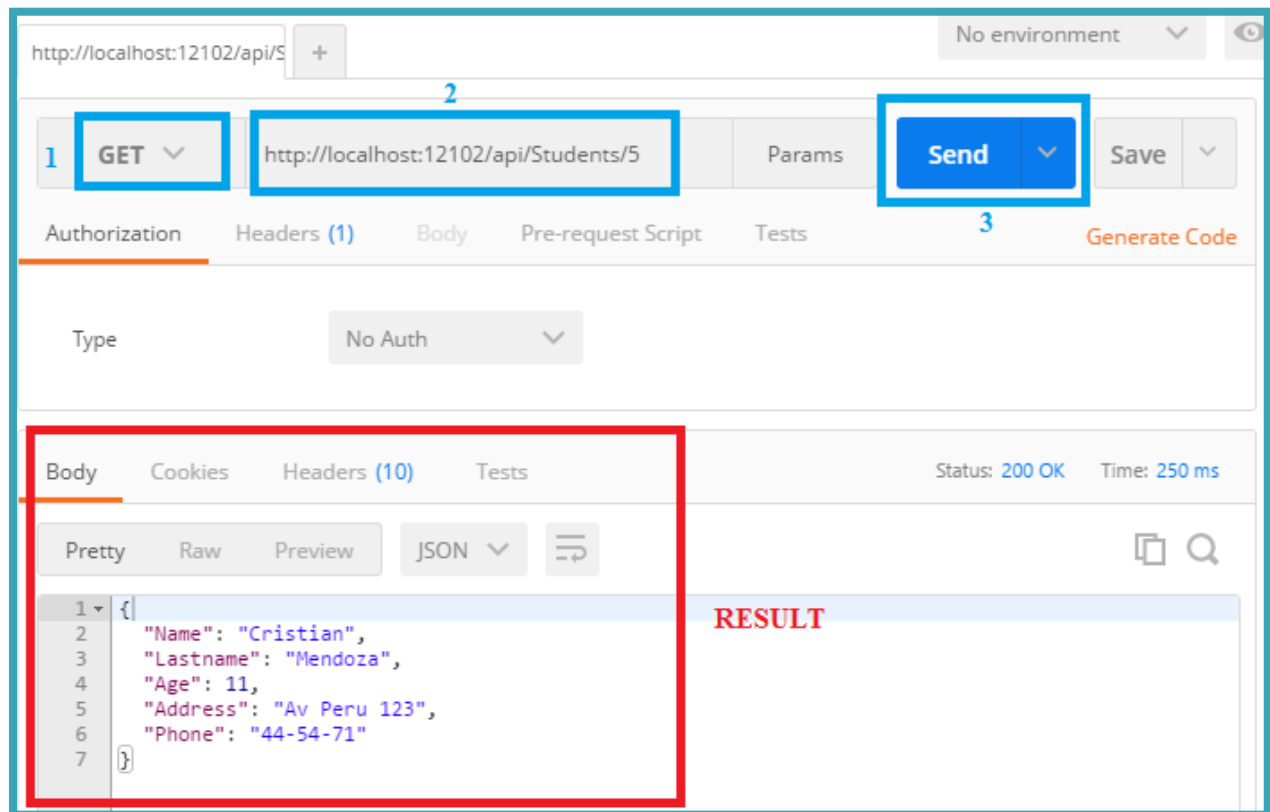 No environment
http://localhost:12102/api/S +
2
1 GET http://localhost:12102/api/Students/5 Params Send Save
3
Authorization Headers (1) Body Pre-request Script Tests Generate Code
Type No Auth
Body Cookies Headers (10) Tests Status: 200 OK Time: 250 ms
Pretty Raw Preview JSON
1 {
2 "Name": "Cristian",
3 "Lastname": "Mendoza",
4 "Age": 11,
5 "Address": "Av Peru 123",
6 "Phone": "44-54-71"
7 }
RESULT